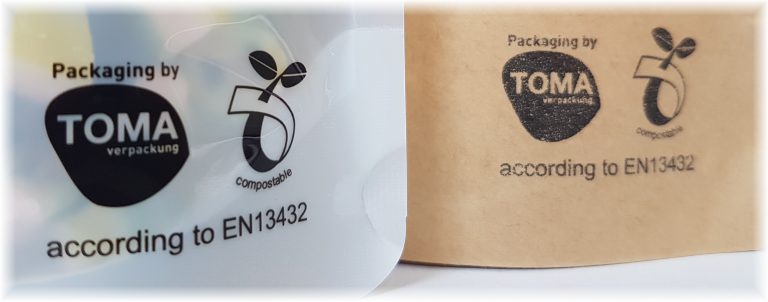 Packaging by
TOMA
verpackung
compostable
according to EN13432
Packaging by
TOMA
verpackung
compostable
according to EN13432